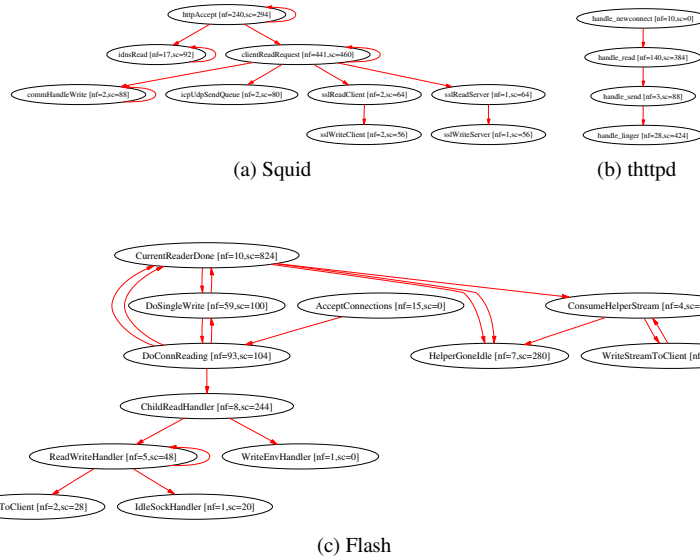 httpAccept [nf=240,sc=294]
idnsRead [nf=17,sc=92]
clientReadRequest [nf=441,sc=460]
commHandleWrite [nf=2,sc=88]
icpUdpSendQueue [nf=2,sc=80]
sslReadClient [nf=2,sc=64]
sslReadServer [nf=1,sc=64]
sslWriteClient [nf=2,sc=56]
sslWriteServer [nf=1,sc=56]
(a) Squid
handle_newconnect [nf=10,sc=0]
handle_read [nf=140,sc=384]
handle_send [nf=3,sc=88]
handle_linger [nf=28,sc=424]
(b) thttpd
CurrentReaderDone [nf=10,sc=824]
DoSingleWrite [nf=59,sc=100]
AcceptConnections [nf=15,sc=0]
ConsumeHelperStream [nf=4,sc=
DoConnReading [nf=93,sc=104]
HelperGoneIdle [nf=7,sc=280]
WriteStreamToClient [nf
ChildReadHandler [nf=8,sc=244]
ReadWriteHandler [nf=5,sc=48]
WriteEnvHandler [nf=1,sc=0]
ToClient [nf=2,sc=28]
IdleSockHandler [nf=1,sc=20]
(c) Flash